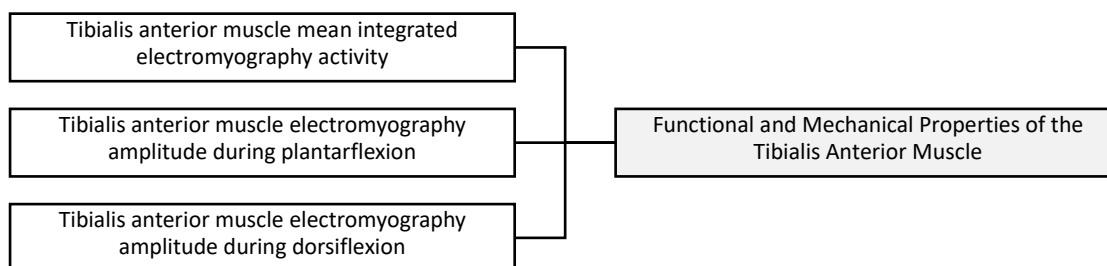 Tibialis anterior muscle mean integrated
electromyography activity
Tibialis anterior muscle electromyography
amplitude during plantarflexion
Functional and Mechanical Properties of the
Tibialis Anterior Muscle
Tibialis anterior muscle electromyography
amplitude during dorsiflexion